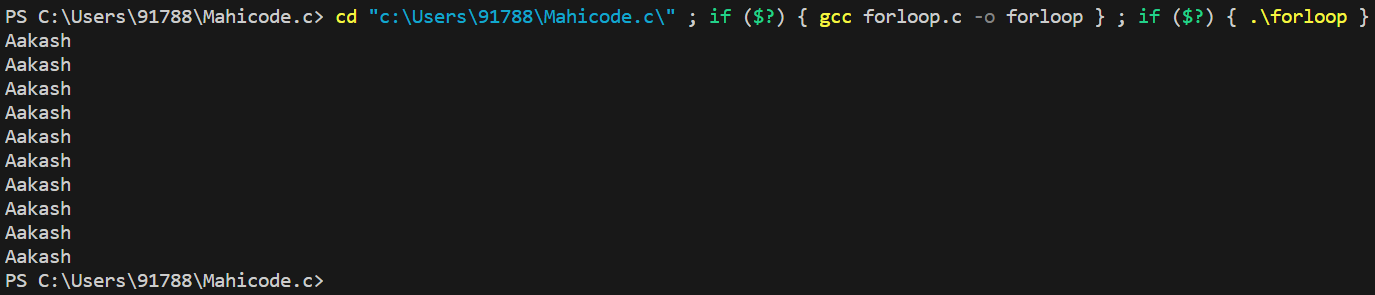 PS C:\Users\91788\Mahicode.c> cd "c:\Users\91788\Mahicode.c\" ; if ($?) { gcc forloop.c -o forloop } ; if ($?) { .\forloop }
Aakash
Aakash
Aakash
Aakash
Aakash
Aakash
Aakash
Aakash
Aakash
Aakash
PS C:\Users\91788\Mahicode.c>